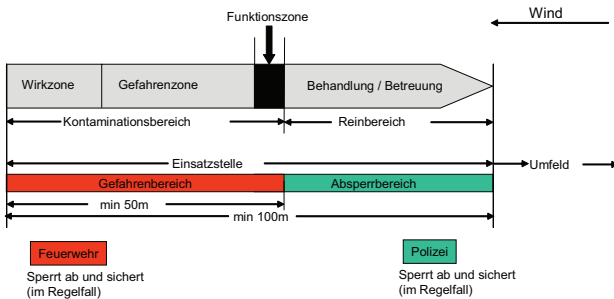 Funktionszone
Wind
Wirkzone
Gefahrenzone
Behandlung / Betreuung
Kontaminationsbereich
Reinbereich
Einsatzstelle
Umfeld
Gefahrenbereich
Absperrbereich
min 50m
min 100m
Feuerwehr
Polizei
Sperrt ab und sichert
(im Regelfall)
Sperrt ab und sichert
(im Regelfall)